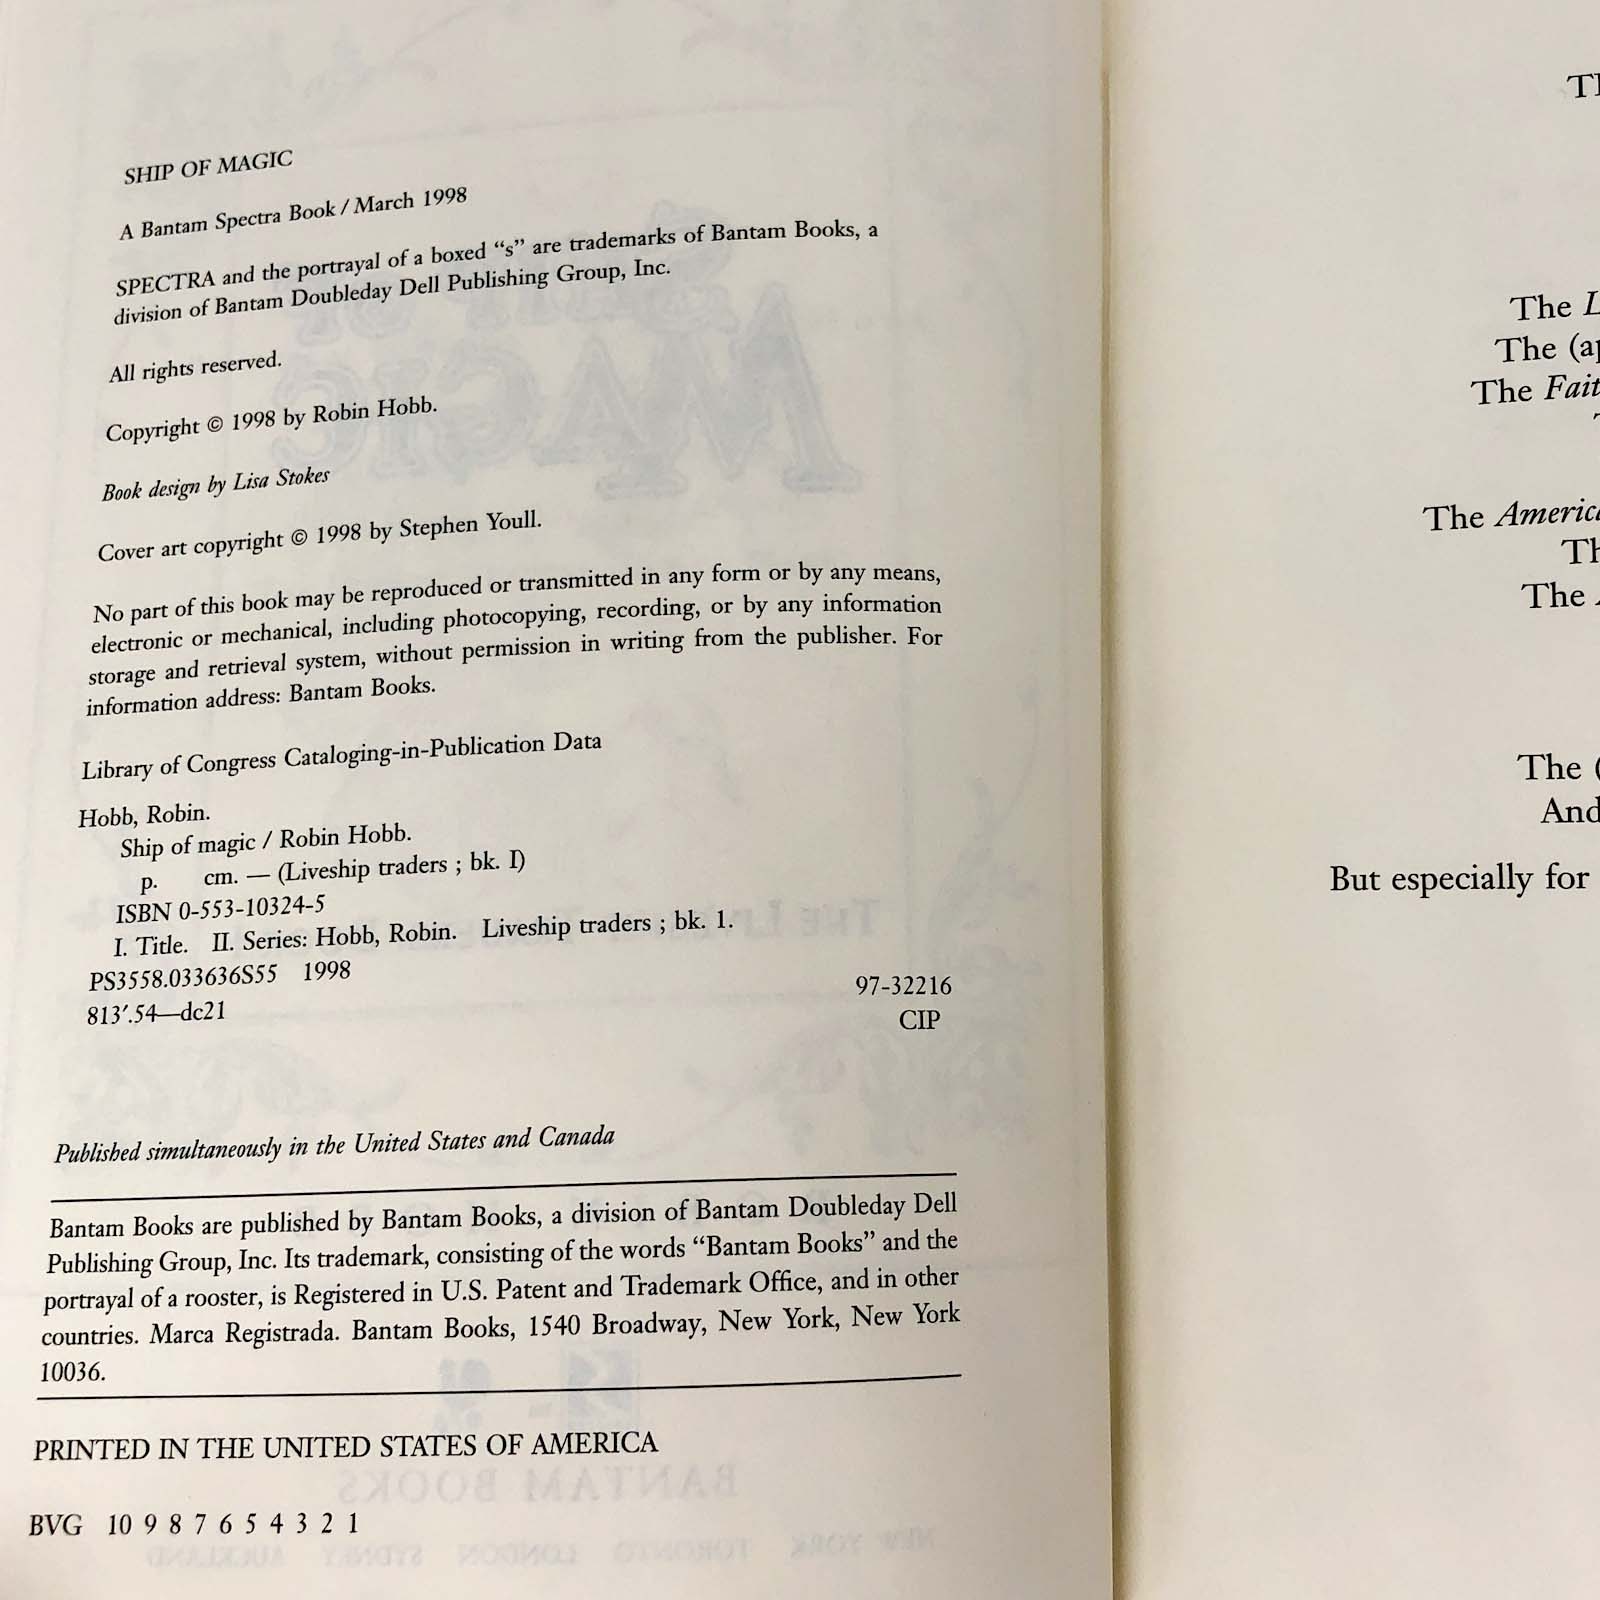 SHIP OF MAGIC
A Bantam Spectra Book / March 1998
SPECTRA and the portrayal of a boxed “s” are trademarks of Bantam Books, a
division of Bantam Doubleday Dell Publishing Group, Inc.
All rights reserved.
Copyright © 1998 by Robin Hobb.
Book design by Lisa Stokes
Cover art copyright © 1998 by Stephen Youll.
No part of this book may be reproduced or transmitted in any form or by any means,
electronic or mechanical, including photocopying, recording, or by any information
storage and retrieval system, without permission in writing from the publisher. For
information address: Bantam Books.
Library of Congress Cataloging-in-Publication Data
Hobb, Robin.
Ship of magic / Robin Hobb.
p. cm. — (Liveship traders ; bk. I)
ISBN 0-553-10324-5
I. Title. II. Series: Hobb, Robin. Liveship traders ; bk. 1.
PS3558.033636S55 1998
97-32216
813′.54—dc21
CIP
Published simultaneously in the United States and Canada
Bantam Books are published by Bantam Books, a division of Bantam Doubleday Dell
Publishing Group, Inc. Its trademark, consisting of the words “Bantam Books” and the
portrayal of a rooster, is Registered in U.S. Patent and Trademark Office, and in other
countries. Marca Registrada. Bantam Books, 1540 Broadway, New York, New York
10036.
PRINTED IN THE UNITED STATES OF AMERICA
BVG 10 9 8 7 6 5 4 3 2 1
The
The
The
The
The
The
And
But especially for